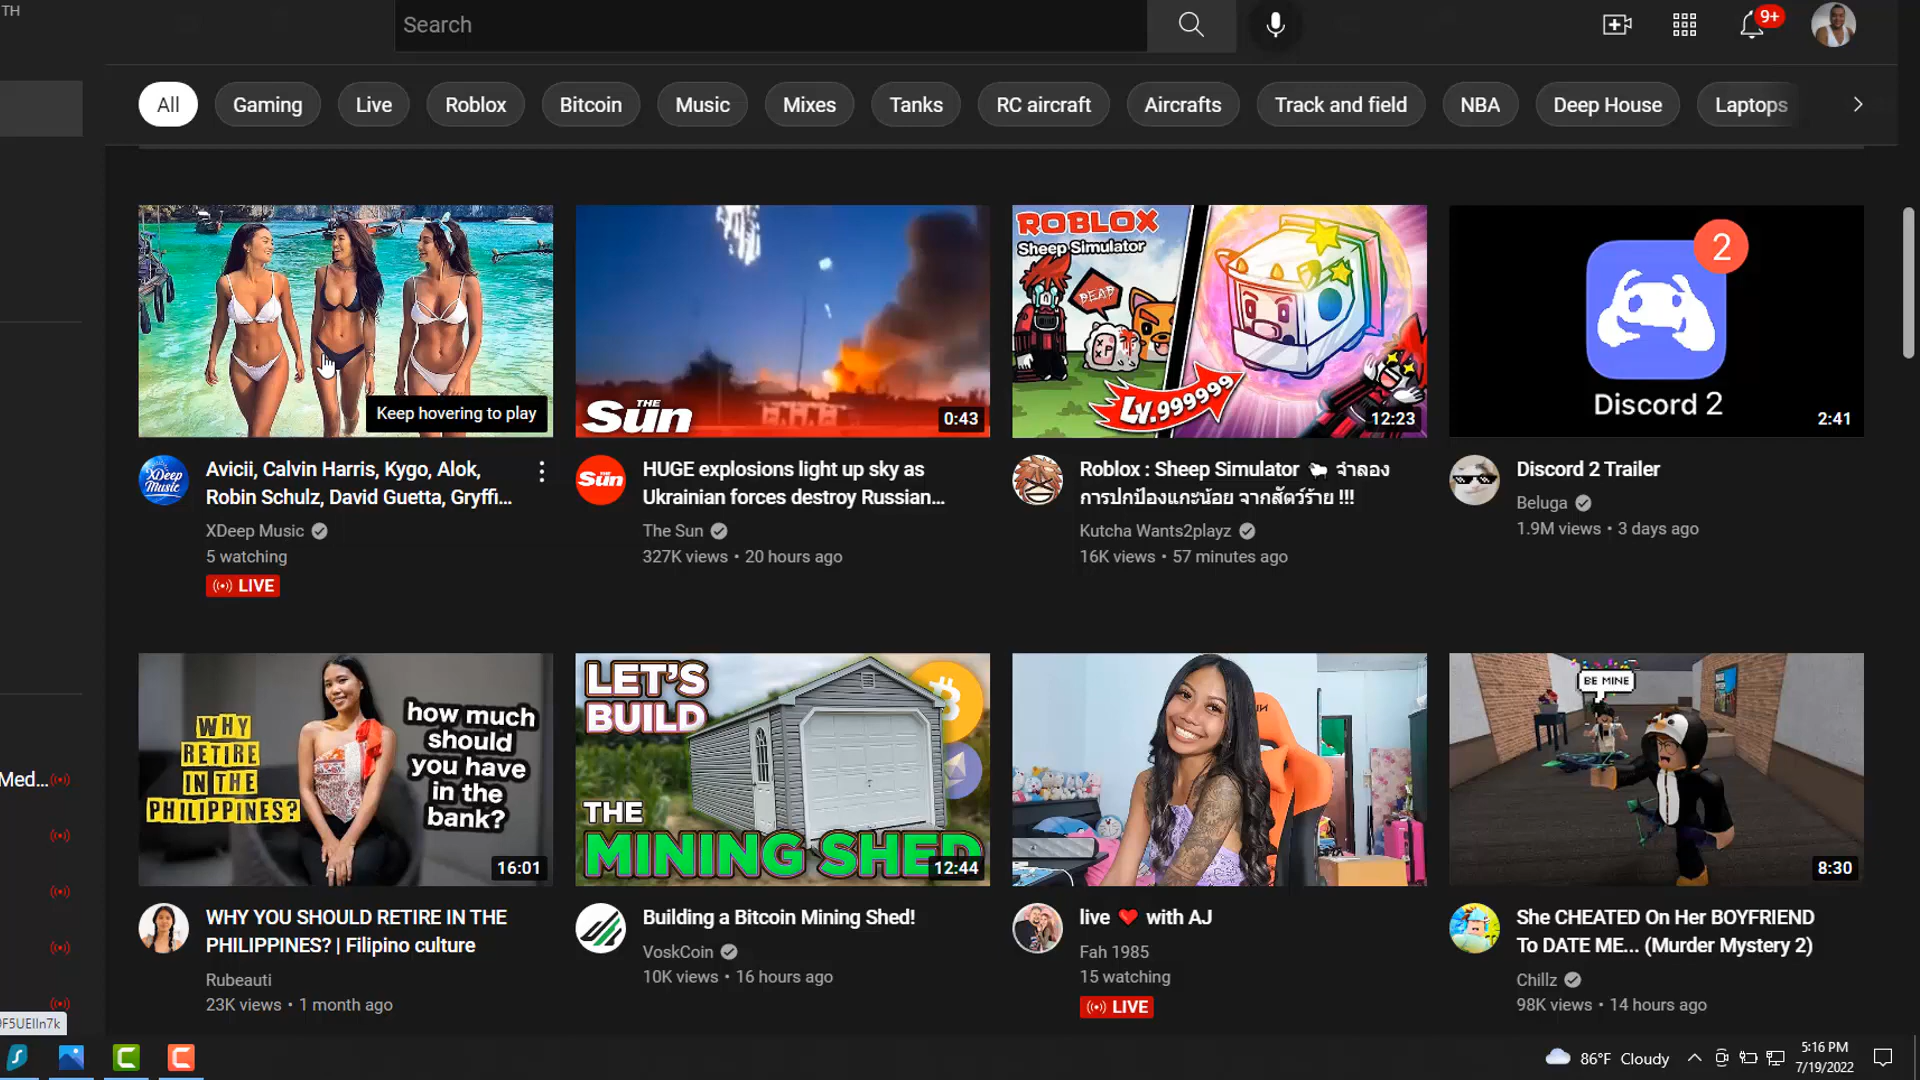 TH
Search
9+
All
Gaming
Live
Roblox
Bitcoin
Music
Mixes
Tanks
RC aircraft
Aircrafts
Track and field
NBA
Deep House
Laptops
Keep hovering to play
THE
Sun
0:43
ROBLOX
Sheep Simulator
DEAD
XP
Lv.999999
12:23
2
Discord 2
2:41
XDeep
Music
Avicii, Calvin Harris, Kygo, Alok,
Robin Schulz, David Guetta, Gryffi...
XDeep Music
5 watching
LIVE
Sun
HUGE explosions light up sky as
Ukrainian forces destroy Russian...
The Sun
327K views • 20 hours ago
Roblox : Sheep Simulator 🐑 จำลอง
การปกป้องแกะน้อย จากสัตว์ร้าย !!!
Kutcha Wants2playz
16K views • 57 minutes ago
Discord 2 Trailer
Beluga
1.9M views • 3 days ago
WHY
RETIRE
IN THE
PHILIPPINES?
how much
should
you have
in the
bank?
16:01
LET'S
BUILD
THE
MINING SHED
12:44
BE MINE
8:30
WHY YOU SHOULD RETIRE IN THE
PHILIPPINES? | Filipino culture
Rubeauti
23K views • 1 month ago
Building a Bitcoin Mining Shed!
VoskCoin
10K views • 16 hours ago
live ❤️ with AJ
Fah 1985
15 watching
LIVE
She CHEATED On Her BOYFRIEND
To DATE ME... (Murder Mystery 2)
Chillz
98K views • 14 hours ago
Med...
F5UEIIn7k
86°F Cloudy
5:16 PM
7/19/2022